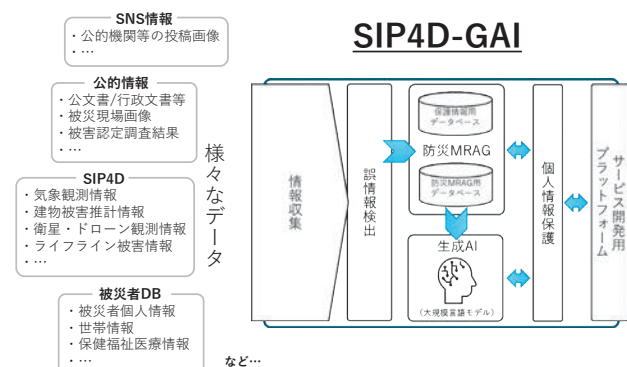 SNS情報
・公的機関等の投稿画像
・…
公的情報
・公文書/行政文書等
・被災現場画像
・被害認定調査結果
・…
SIP4D
・気象観測情報
・建物被害推計情報
・衛星・ドローン観測情報
・ライフライン被害情報
・…
被災者DB
・被災者個人情報
・世帯情報
・保健福祉医療情報
・…
など…
様々なデータ
SIP4D-GAI
情報収集
誤情報検出
保護情報用
データベース
防災MRAG
防災MRAG用
データベース
生成AI
(大規模言語モデル)
個人情報保護
サービス開発用
プラットフォーム